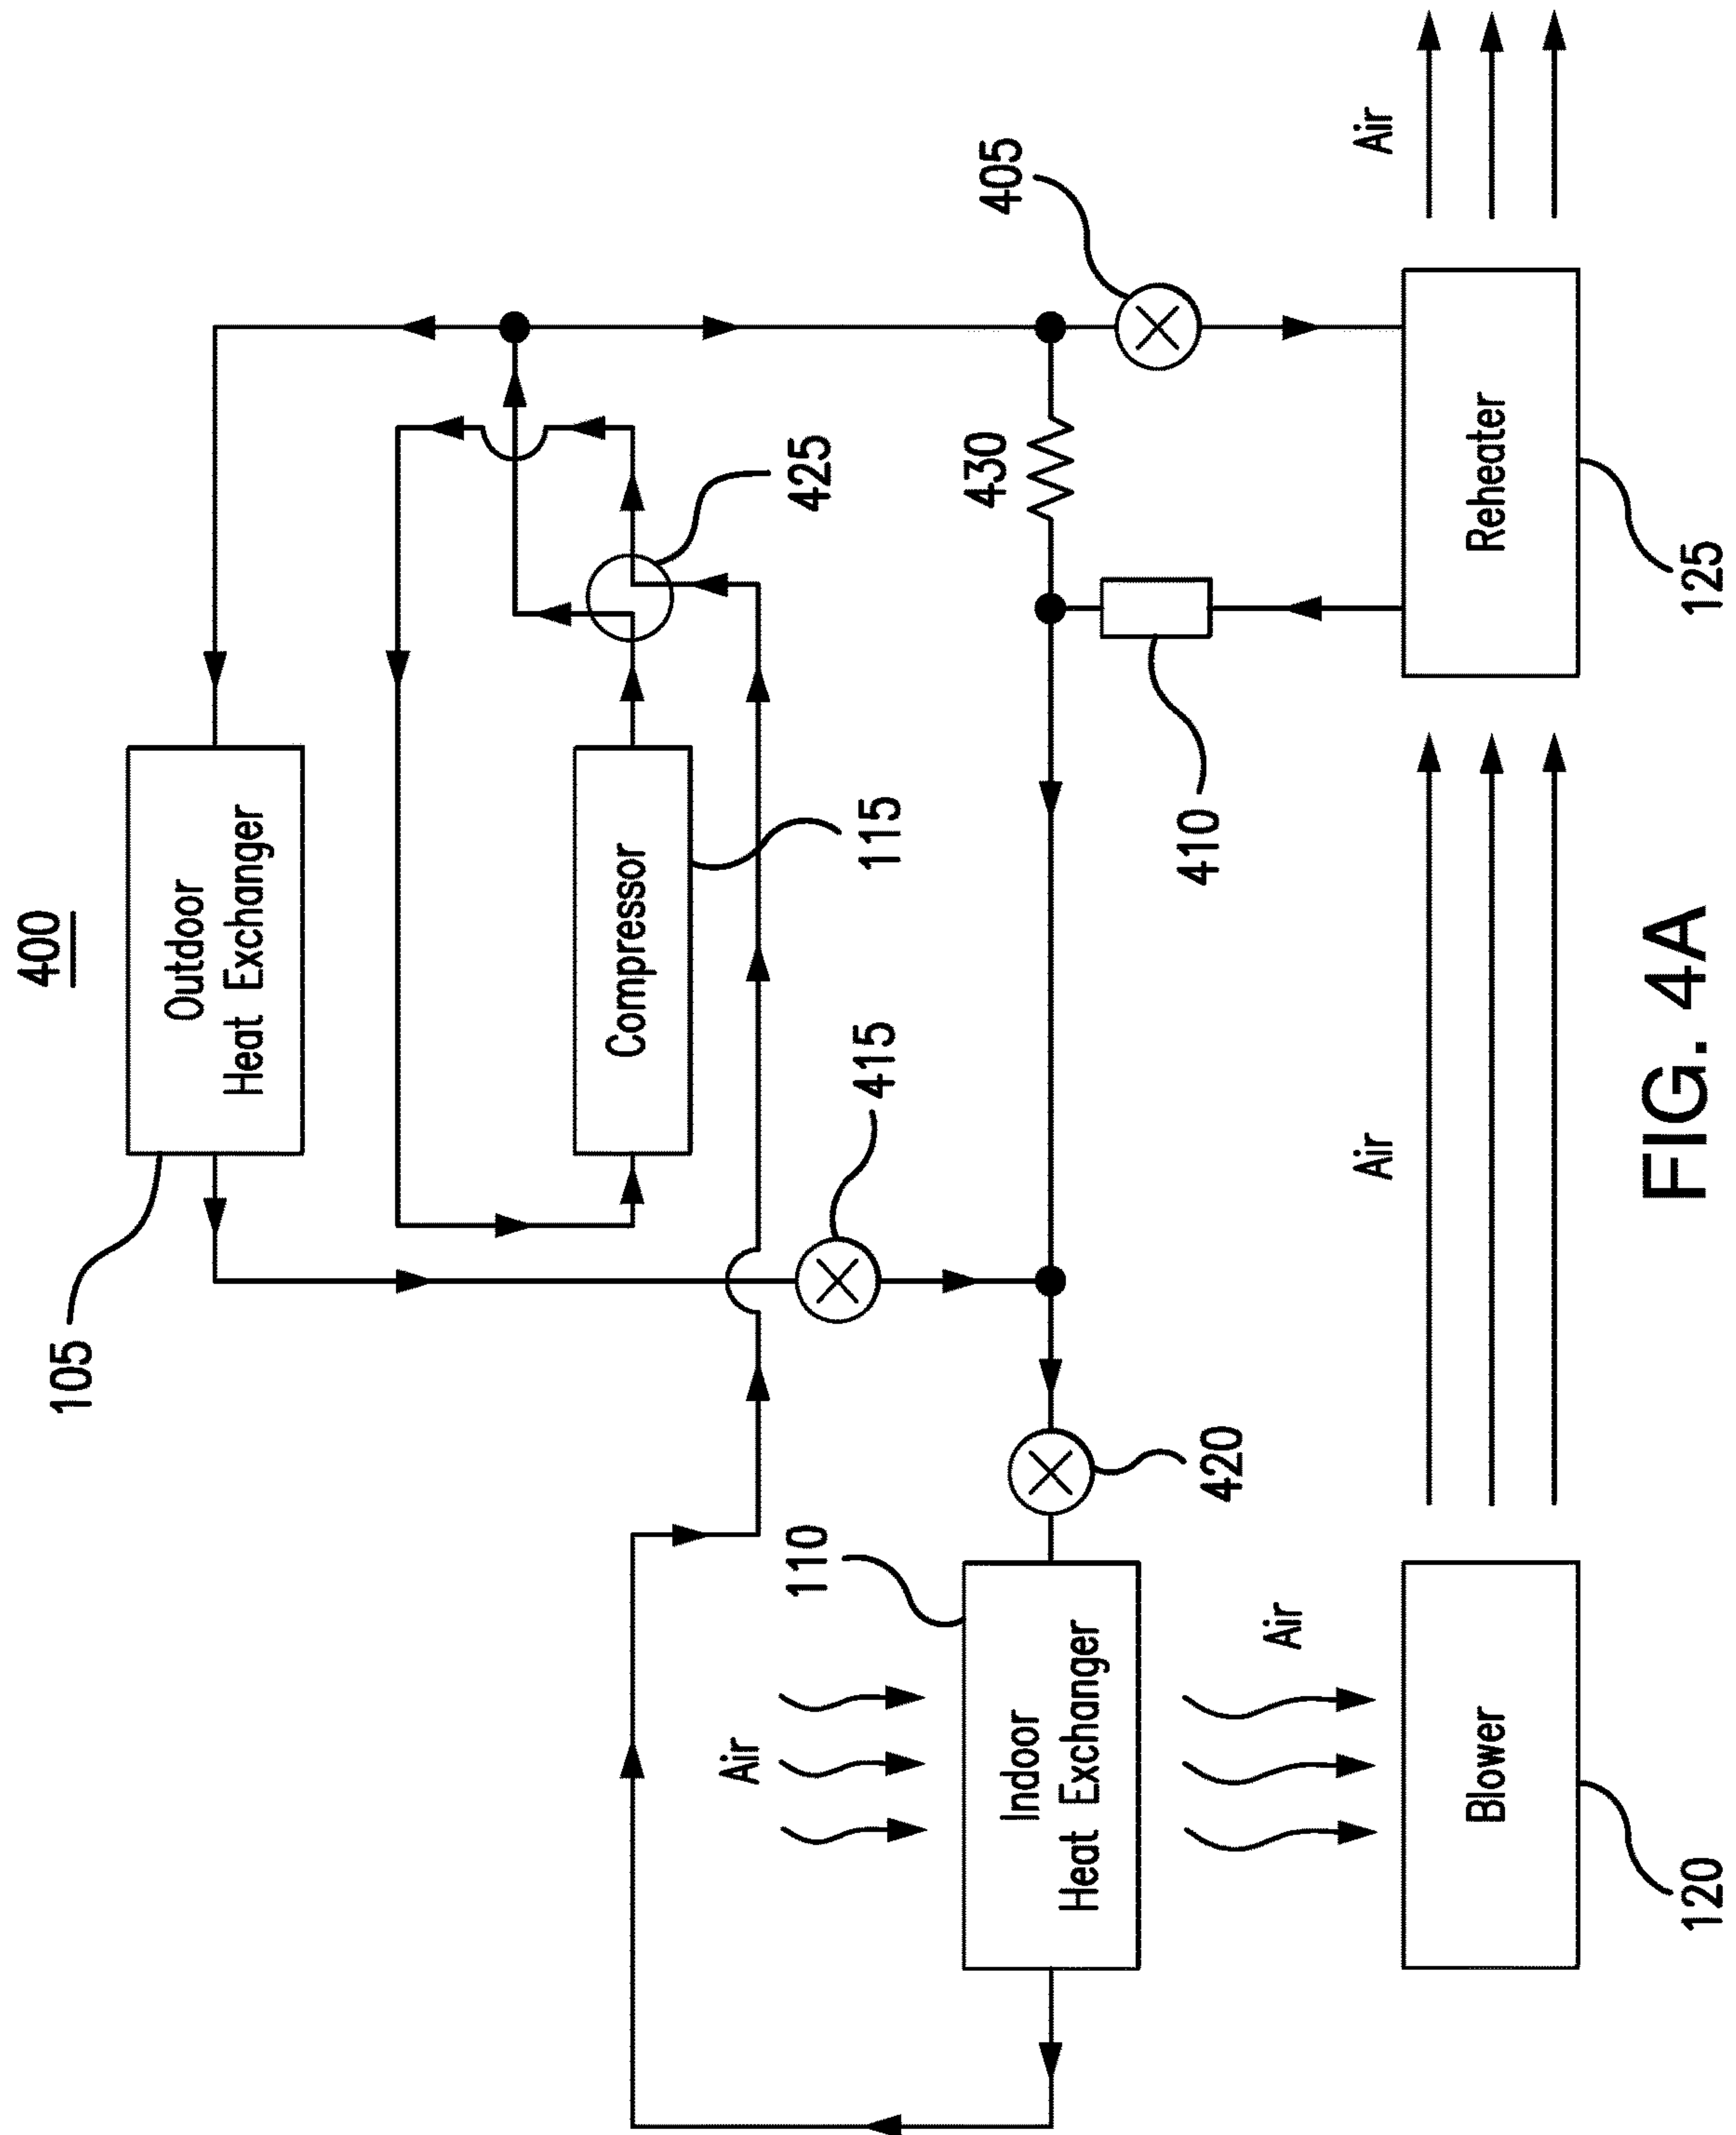 400
Outdoor
Heat Exchanger
105
Compressor
115
425
415
405
430
410
420
110
Air
Indoor
Heat Exchanger
Air
Blower
120
Air
Reheater
125
Air
FIG. 4A